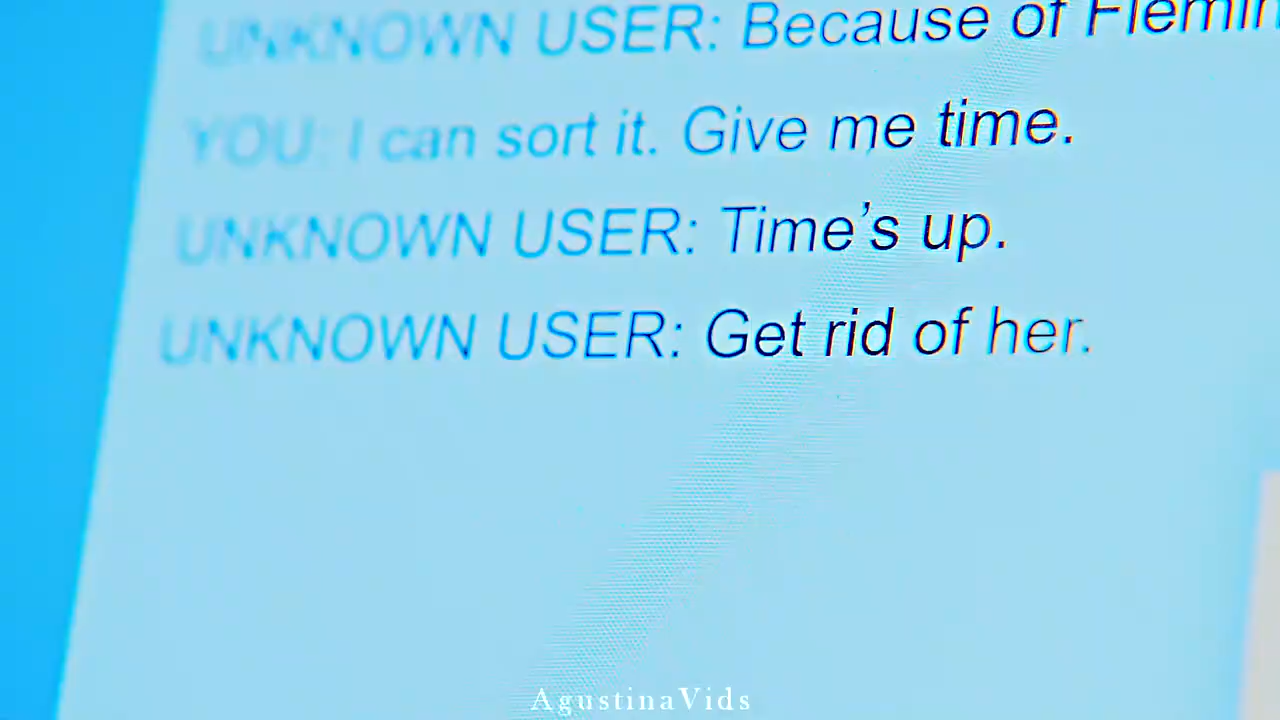 UNKNOWN USER: Because of
YOU: I can sort it. Give me time.
UNKNOWN USER: Time's up.
UNKNOWN USER: Get rid of her.
AgustinaVids